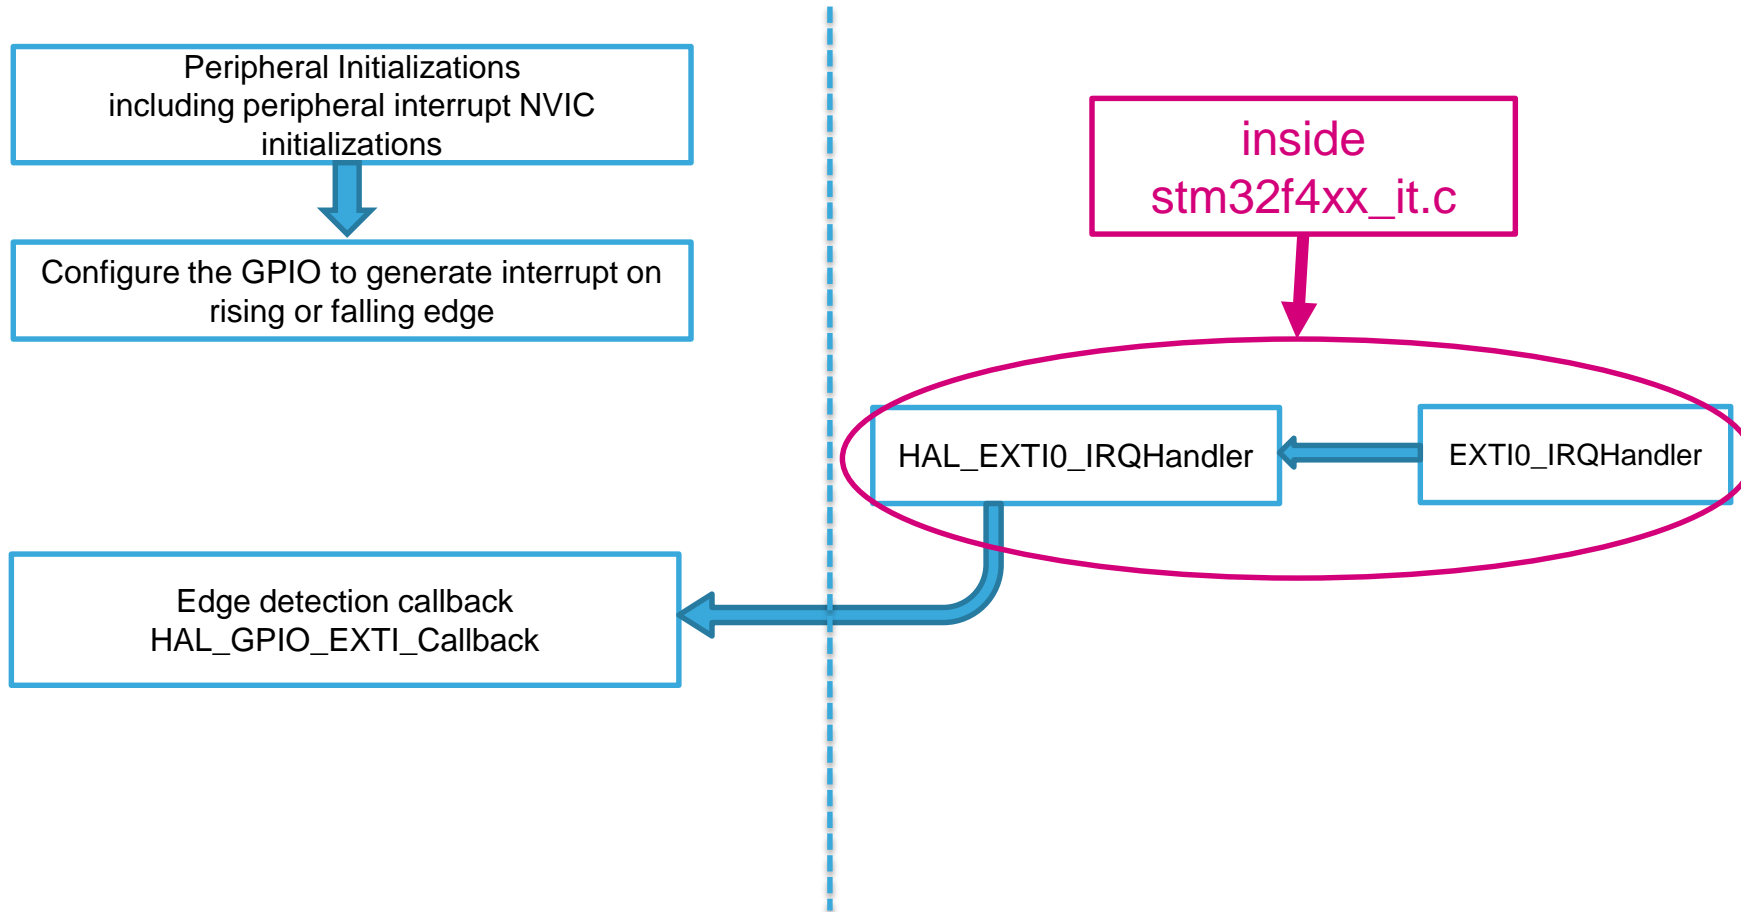 Peripheral Initializations
including peripheral interrupt NVIC
initializations
Configure the GPIO to generate interrupt on
rising or falling edge
Edge detection callback
HAL_GPIO_EXTI_Callback
inside
stm32f4xx_it.c
HAL_EXTI0_IRQHandler
EXTI0_IRQHandler